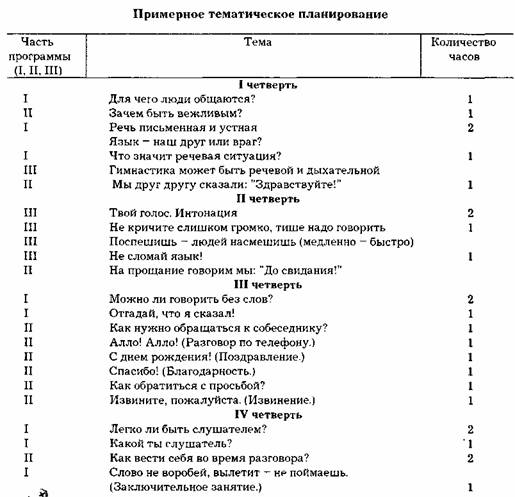 Примерное тематическое планирование
Часть программы (I, II, III) Тема Количество часов
I четверть
I Для чего люди общаются? 1
II Зачем быть вежливым? 1
I Речь письменная и устная 2
Язык – наш друг или враг?
I Что значит речевая ситуация? 1
III Гимнастика может быть речевой и дыхательной
II Мы друг другу сказали: "Здравствуйте!" 1
II четверть
III Твой голос. Интонация 2
III Не кричите слишком громко, тише надо говорить 1
III Поспешишь – людей насмешишь (медленно – быстро)
III Не сломай язык! 1
II На прощание говорим мы: "До свидания!"
III четверть
I Можно ли говорить без слов? 2
I Отгадай, что я сказал! 1
II Как нужно обращаться к собеседнику? 1
II Алло! Алло! (Разговор по телефону.) 1
II С днем рождения! (Поздравление.) 1
II Спасибо! (Благодарность.) 1
II Как обратиться с просьбой? 1
II Извините, пожалуйста. (Извинение.) 1
IV четверть
I Легко ли быть слушателем? 2
I Какой ты глушатель? 1
II Как вести себя во время разговора? 2
I Слово не воробей, вылетит – не поймаешь.
(Заключительное занятие.) 1